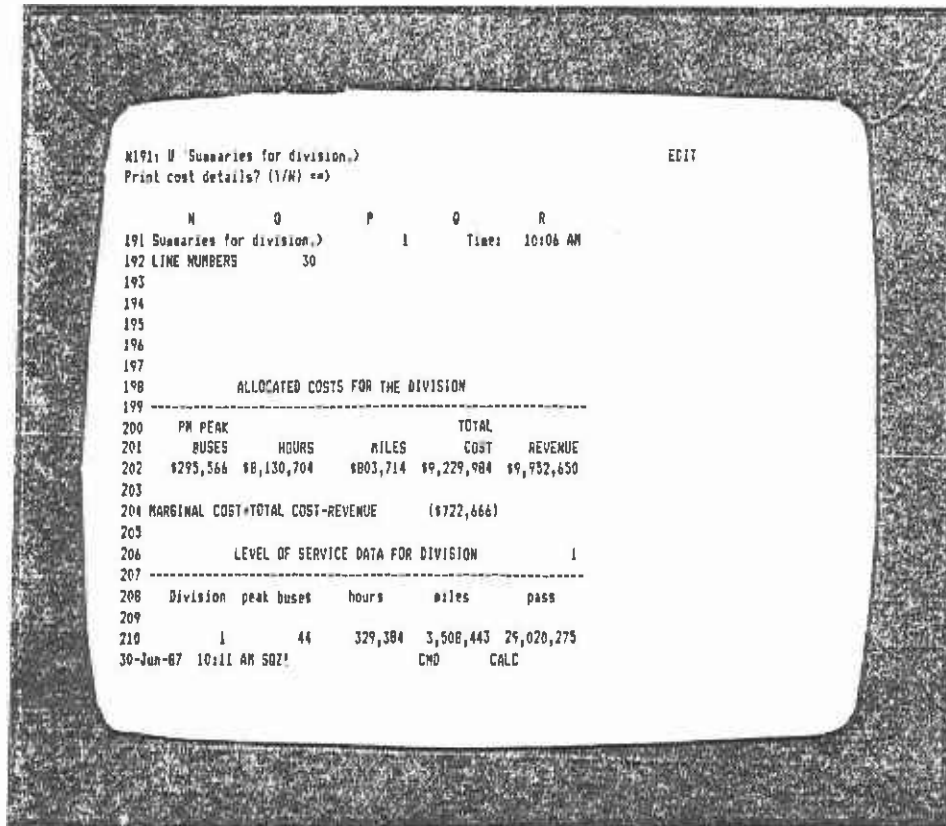 N191: U 'Summaries for division.> EDIT
Print cost details? (Y/N) ==>
N O P Q R
191 Summaries for division.> 1 Time: 10:06 AM
192 LINE NUMBERS 30
193
194
195
196
197
198 ALLOCATED COSTS FOR THE DIVISION
199 ------------------------------------------------------------
200 PM PEAK TOTAL
201 BUSES HOURS MILES COST REVENUE
202 $295,566 $8,130,704 $803,714 $9,229,984 $9,952,650
203
204 MARGINAL COST=TOTAL COST-REVENUE ($722,666)
205
206 LEVEL OF SERVICE DATA FOR DIVISION 1
207 ------------------------------------------------------------
208 Division peak buses hours miles pass
209
210 1 44 329,384 3,508,443 29,020,275
30-Jun-87 10:11 AM SQZ! CMD CALC